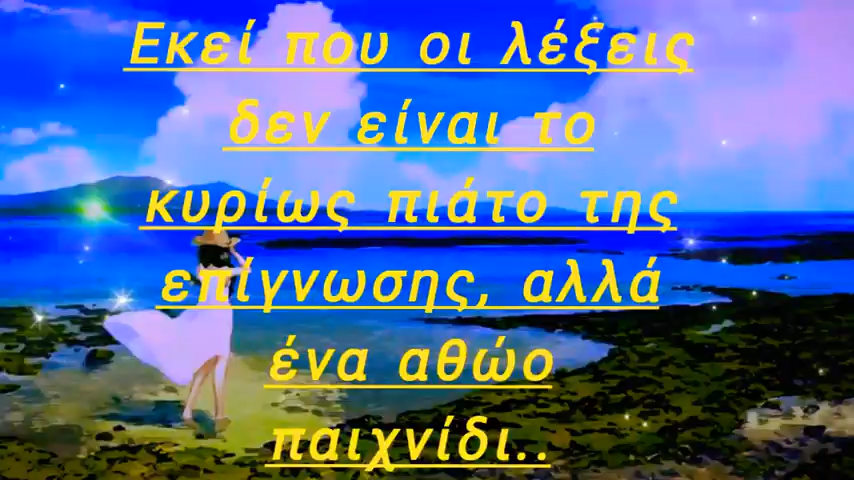 Εκεί που οι λέξεις
δεν είναι το
κυρίως πιάτο της
επίγνωσης, αλλά
ένα αθώο
παιχνίδι..